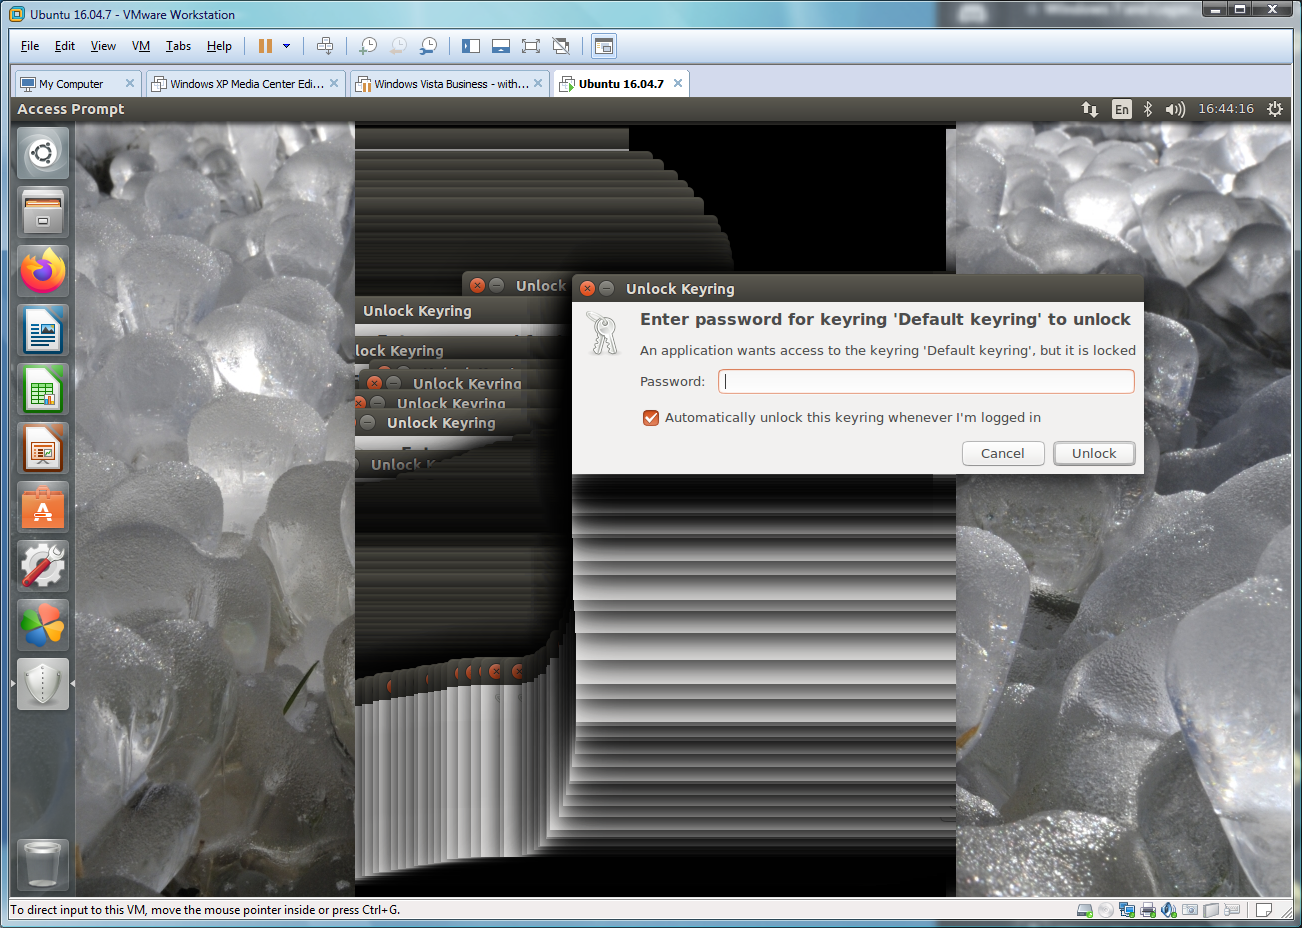 Ubuntu 16.04.7 - VMware Workstation
File Edit View VM Tabs Help
My Computer Windows XP Media Center Edi... Windows Vista Business - with... Ubuntu 16.04.7
Access Prompt En 16:44:16
Unlock
Unlock Keyring
Unlock Keyring
Enter password for keyring 'Default keyring' to unlock
An application wants access to the keyring 'Default keyring', but it is locked
Password:
Automatically unlock this keyring whenever I'm logged in
Cancel Unlock
lock Keyring
Unlock Keyring
Unlock Keyring
Unlock Keyring
Unlock
To direct input to this VM, move the mouse pointer inside or press Ctrl+G.